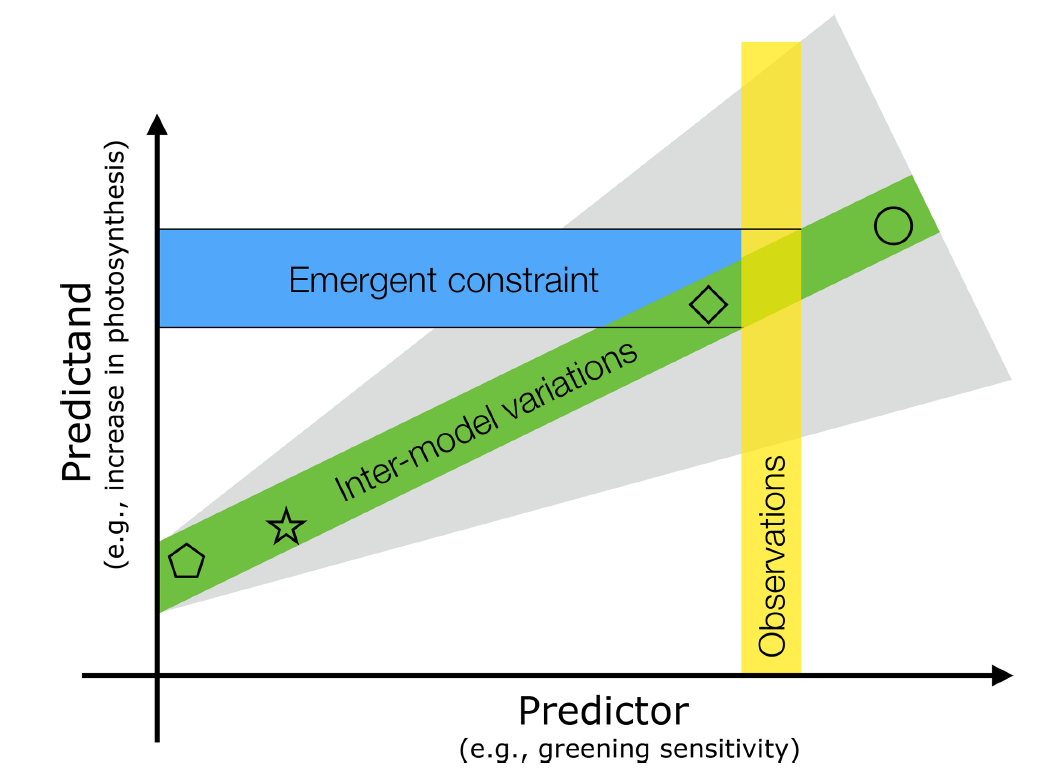 Predictand
(e.g., increase in photosynthesis)
Emergent constraint
Inter-model variations
Observations
Predictor
(e.g., greening sensitivity)